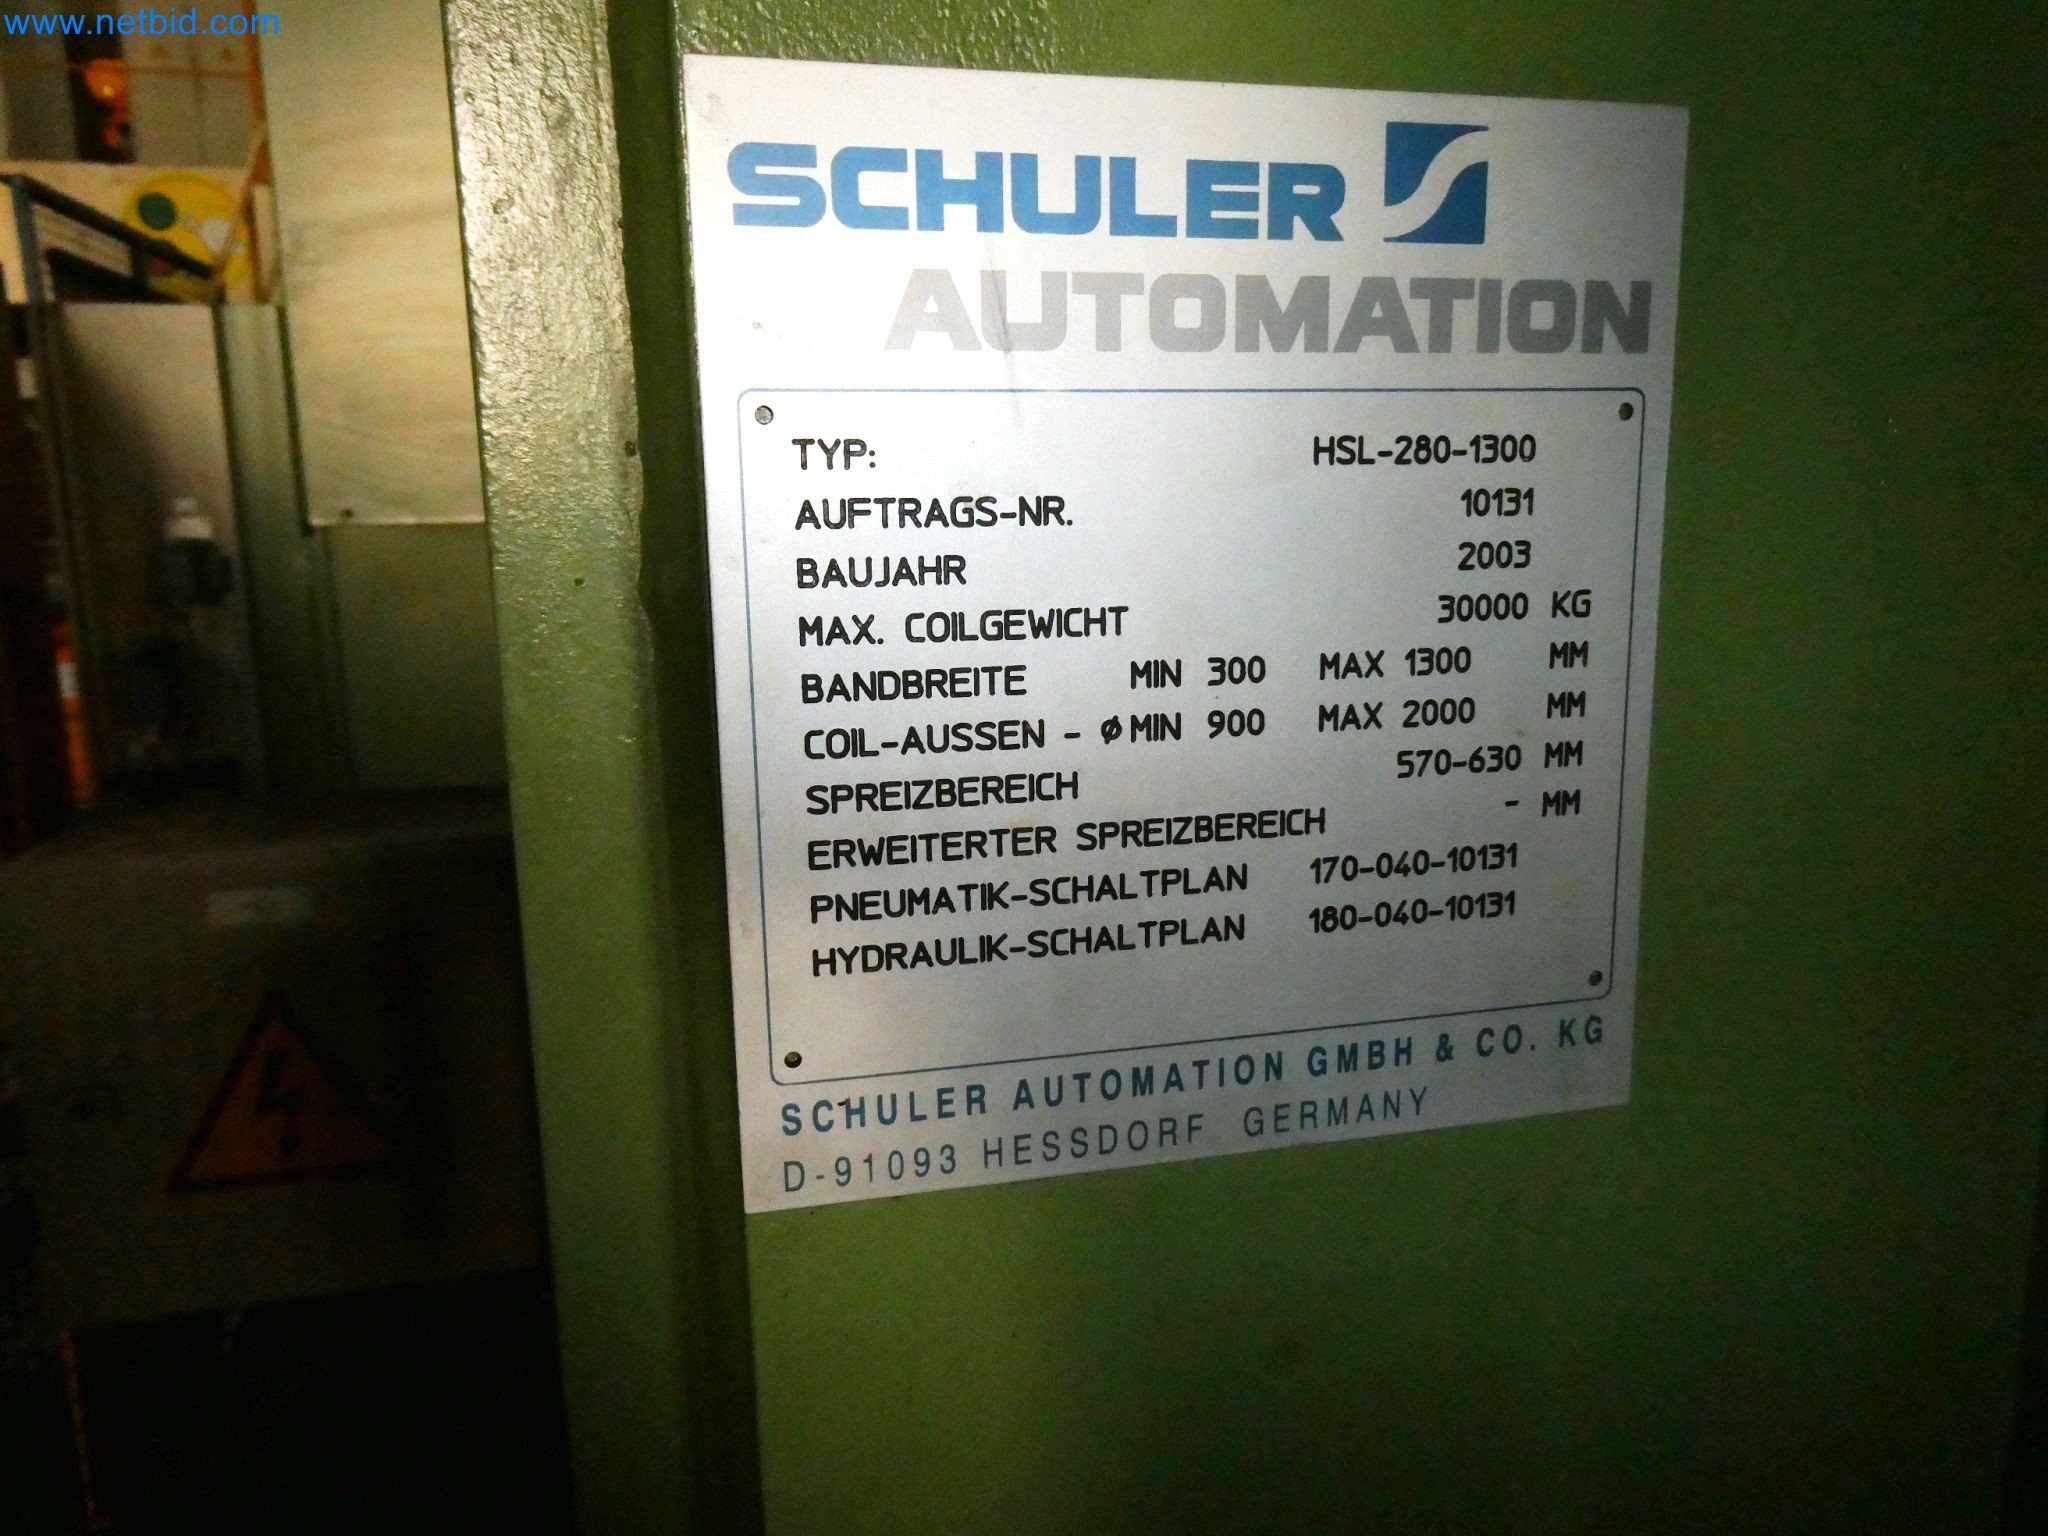 www.netbid.com
SCHULER
AUTOMATION
TYP: HSL-280-1300
AUFTRAGS-NR. 10131
BAUJAHR 2003
MAX. COILGEWICHT 30000 KG
BANDBREITE MIN 300 MAX 1300 MM
COIL-AUSSEN - Ø MIN 900 MAX 2000 MM
SPREIZBEREICH 570-630 MM
ERWEITERTER SPREIZBEREICH - MM
PNEUMATIK-SCHALTPLAN 170-040-10131
HYDRAULIK-SCHALTPLAN 180-040-10131
SCHULER AUTOMATION GMBH & CO. KG
D-91093 HESSDORF GERMANY